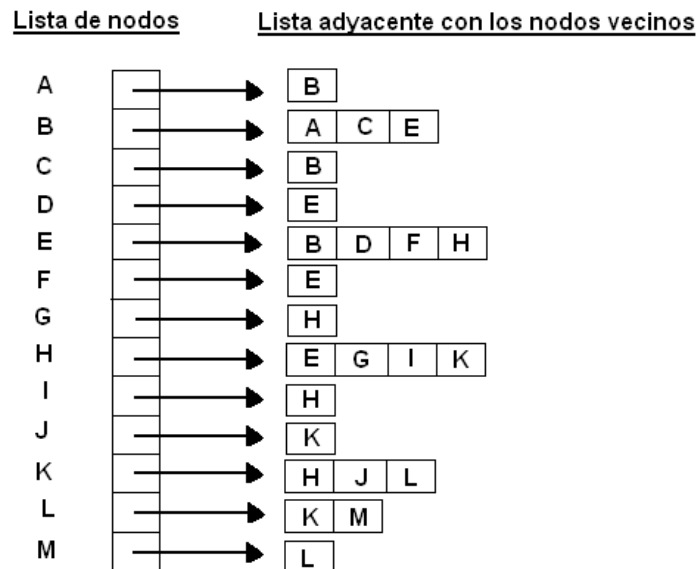 Lista de nodos Lista adyacente con los nodos vecinos
A B
B A C E
C B
D E
E B D F H
F E
G H
H E G I K
I H
J K
K H J L
L K M
M L